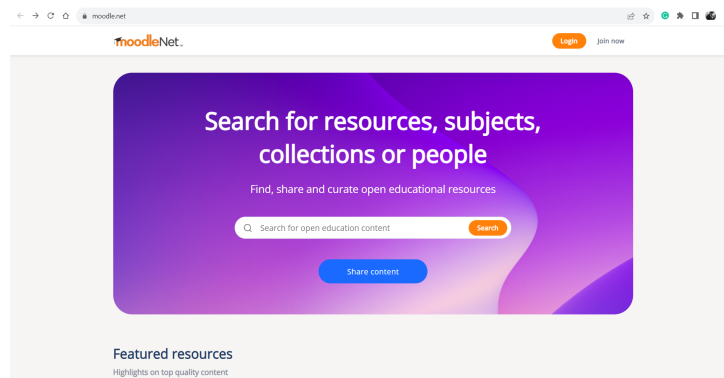 moodle.net
moodleNet
Login
Join now
Search for resources, subjects,
collections or people
Find, share and curate open educational resources
Search for open education content
Search
Share content
Featured resources
Highlights on top quality content